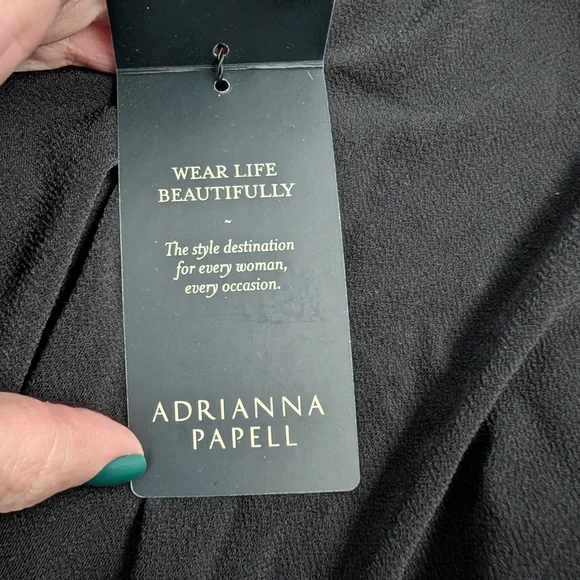 WEAR LIFE
BEAUTIFULLY
~
The style destination
for every woman,
every occasion.
ADRIANNA
PAPELL